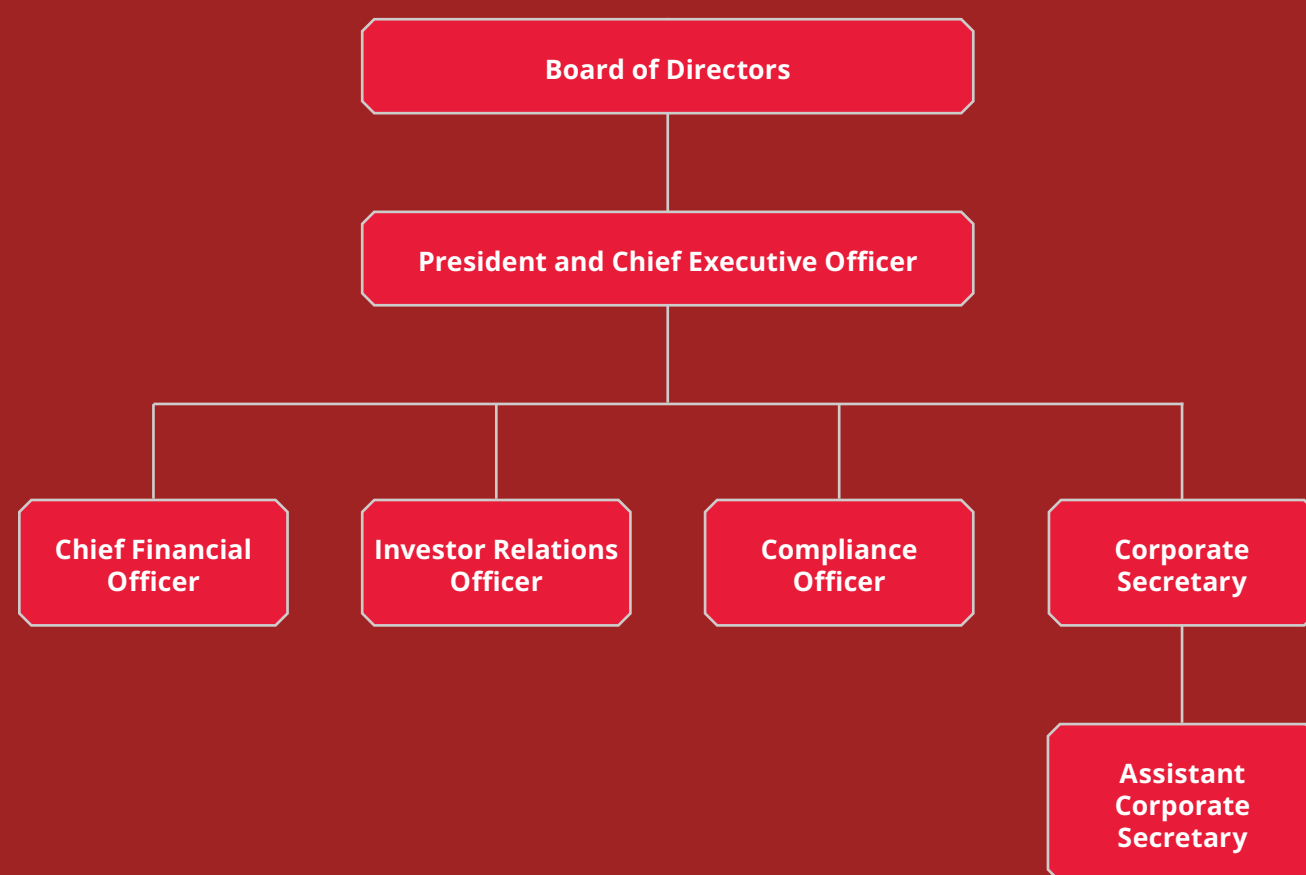 Board of Directors
President and Chief Executive Officer
Chief Financial
Officer
Investor Relations
Officer
Compliance
Officer
Corporate
Secretary
Assistant
Corporate
Secretary